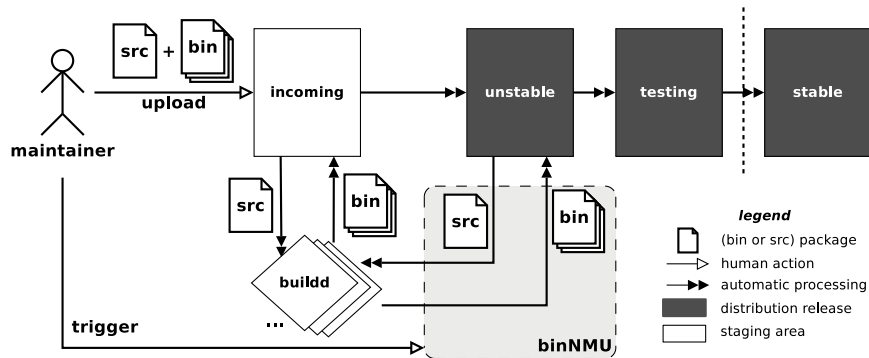 src + bin
upload
maintainer
incoming
unstable
testing
stable
src
bin
src
bin
buildd
...
trigger
binNMU
legend
(bin or src) package
human action
automatic processing
distribution release
staging area